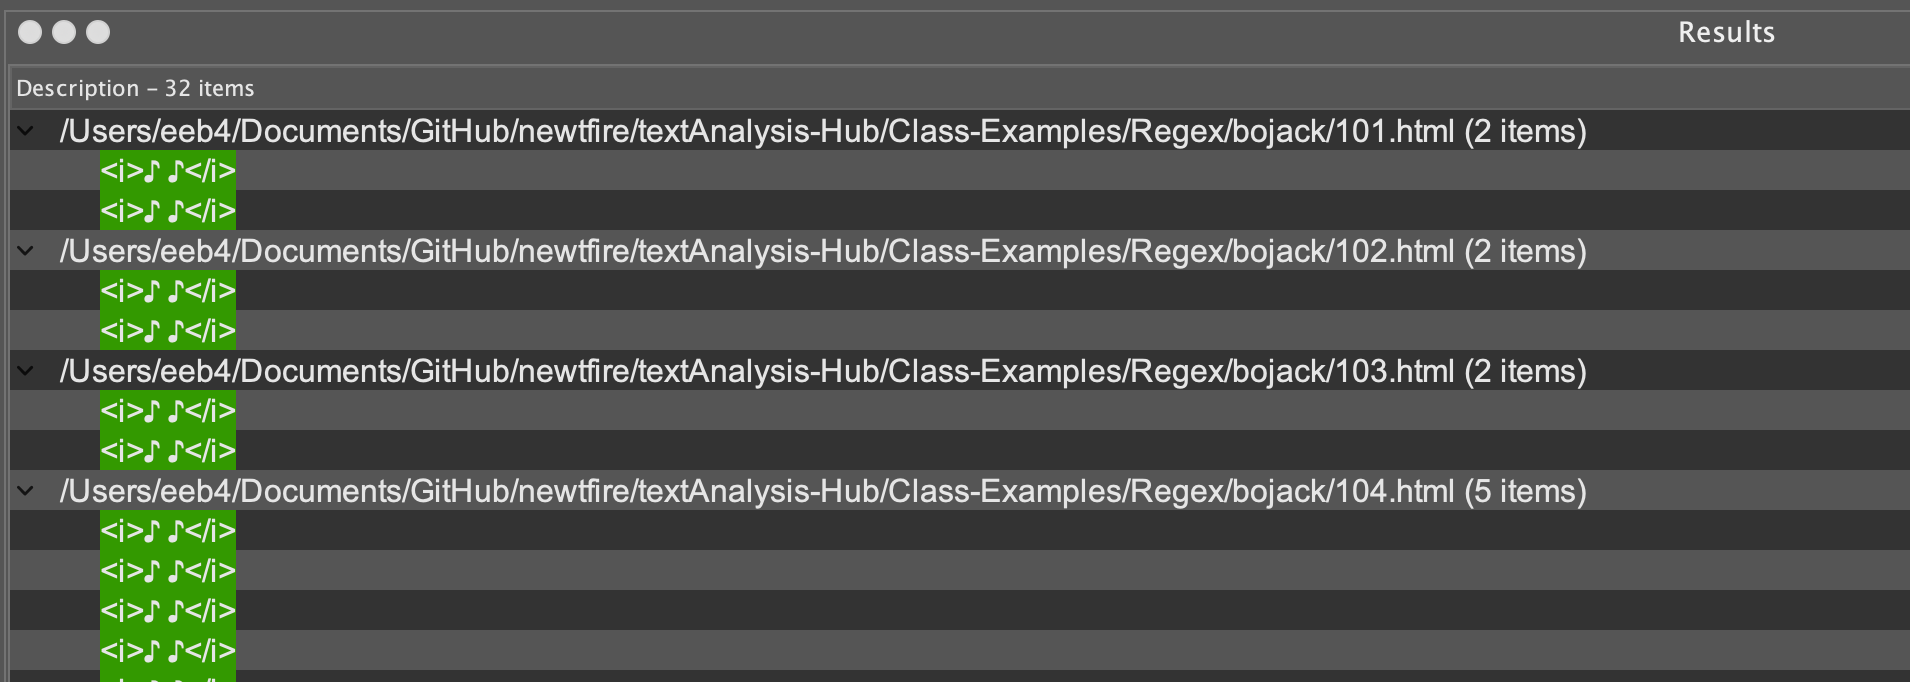 Results
Description – 32 items
/Users/eeb4/Documents/GitHub/newtfire/textAnalysis-Hub/Class-Examples/Regex/bojack/101.html (2 items)
<i>♪ ♪</i>
<i>♪ ♪</i>
/Users/eeb4/Documents/GitHub/newtfire/textAnalysis-Hub/Class-Examples/Regex/bojack/102.html (2 items)
<i>♪ ♪</i>
<i>♪ ♪</i>
/Users/eeb4/Documents/GitHub/newtfire/textAnalysis-Hub/Class-Examples/Regex/bojack/103.html (2 items)
<i>♪ ♪</i>
<i>♪ ♪</i>
/Users/eeb4/Documents/GitHub/newtfire/textAnalysis-Hub/Class-Examples/Regex/bojack/104.html (5 items)
<i>♪ ♪</i>
<i>♪ ♪</i>
<i>♪ ♪</i>
<i>♪ ♪</i>